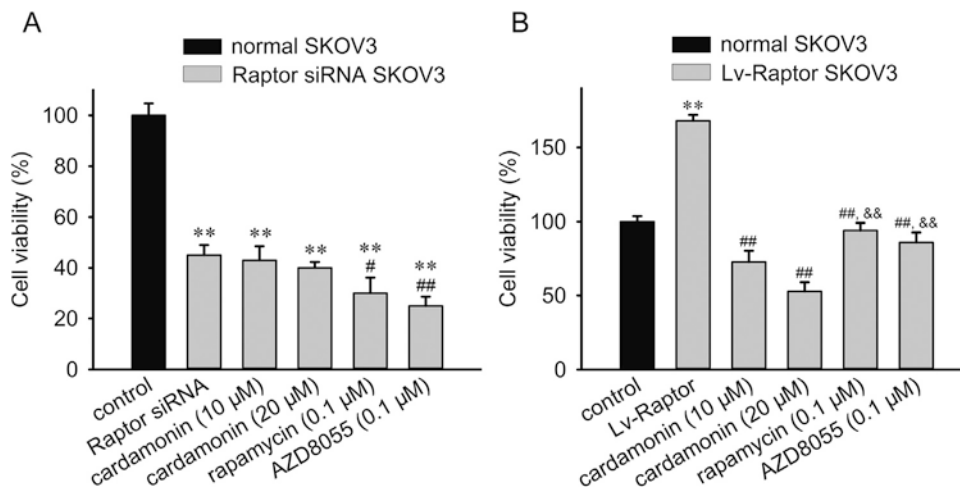 A
normal SKOV3
Raptor siRNA SKOV3
Cell viability (%)
100
80
60
40
20
0
**
**
**
**
#
**
##
control
Raptor siRNA
cardamonin (10 μM)
cardamonin (20 μM)
rapamycin (0.1 μM)
AZD8055 (0.1 μM)
B
normal SKOV3
Lv-Raptor SKOV3
Cell viability (%)
150
100
50
0
**
##
##
##, &&
##, &&
control
Lv-Raptor
cardamonin (10 μM)
cardamonin (20 μM)
rapamycin (0.1 μM)
AZD8055 (0.1 μM)